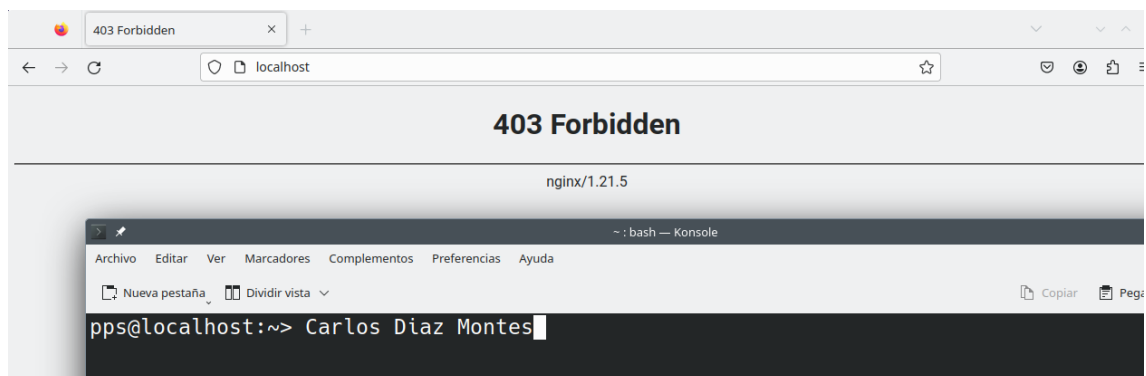 403 Forbidden
localhost
403 Forbidden
nginx/1.21.5
~ : bash — Konsole
Archivo Editar Ver Marcadores Complementos Preferencias Ayuda
Nueva pestaña Dividir vista Copiar Pega
pps@localhost:~> Carlos Diaz Montes